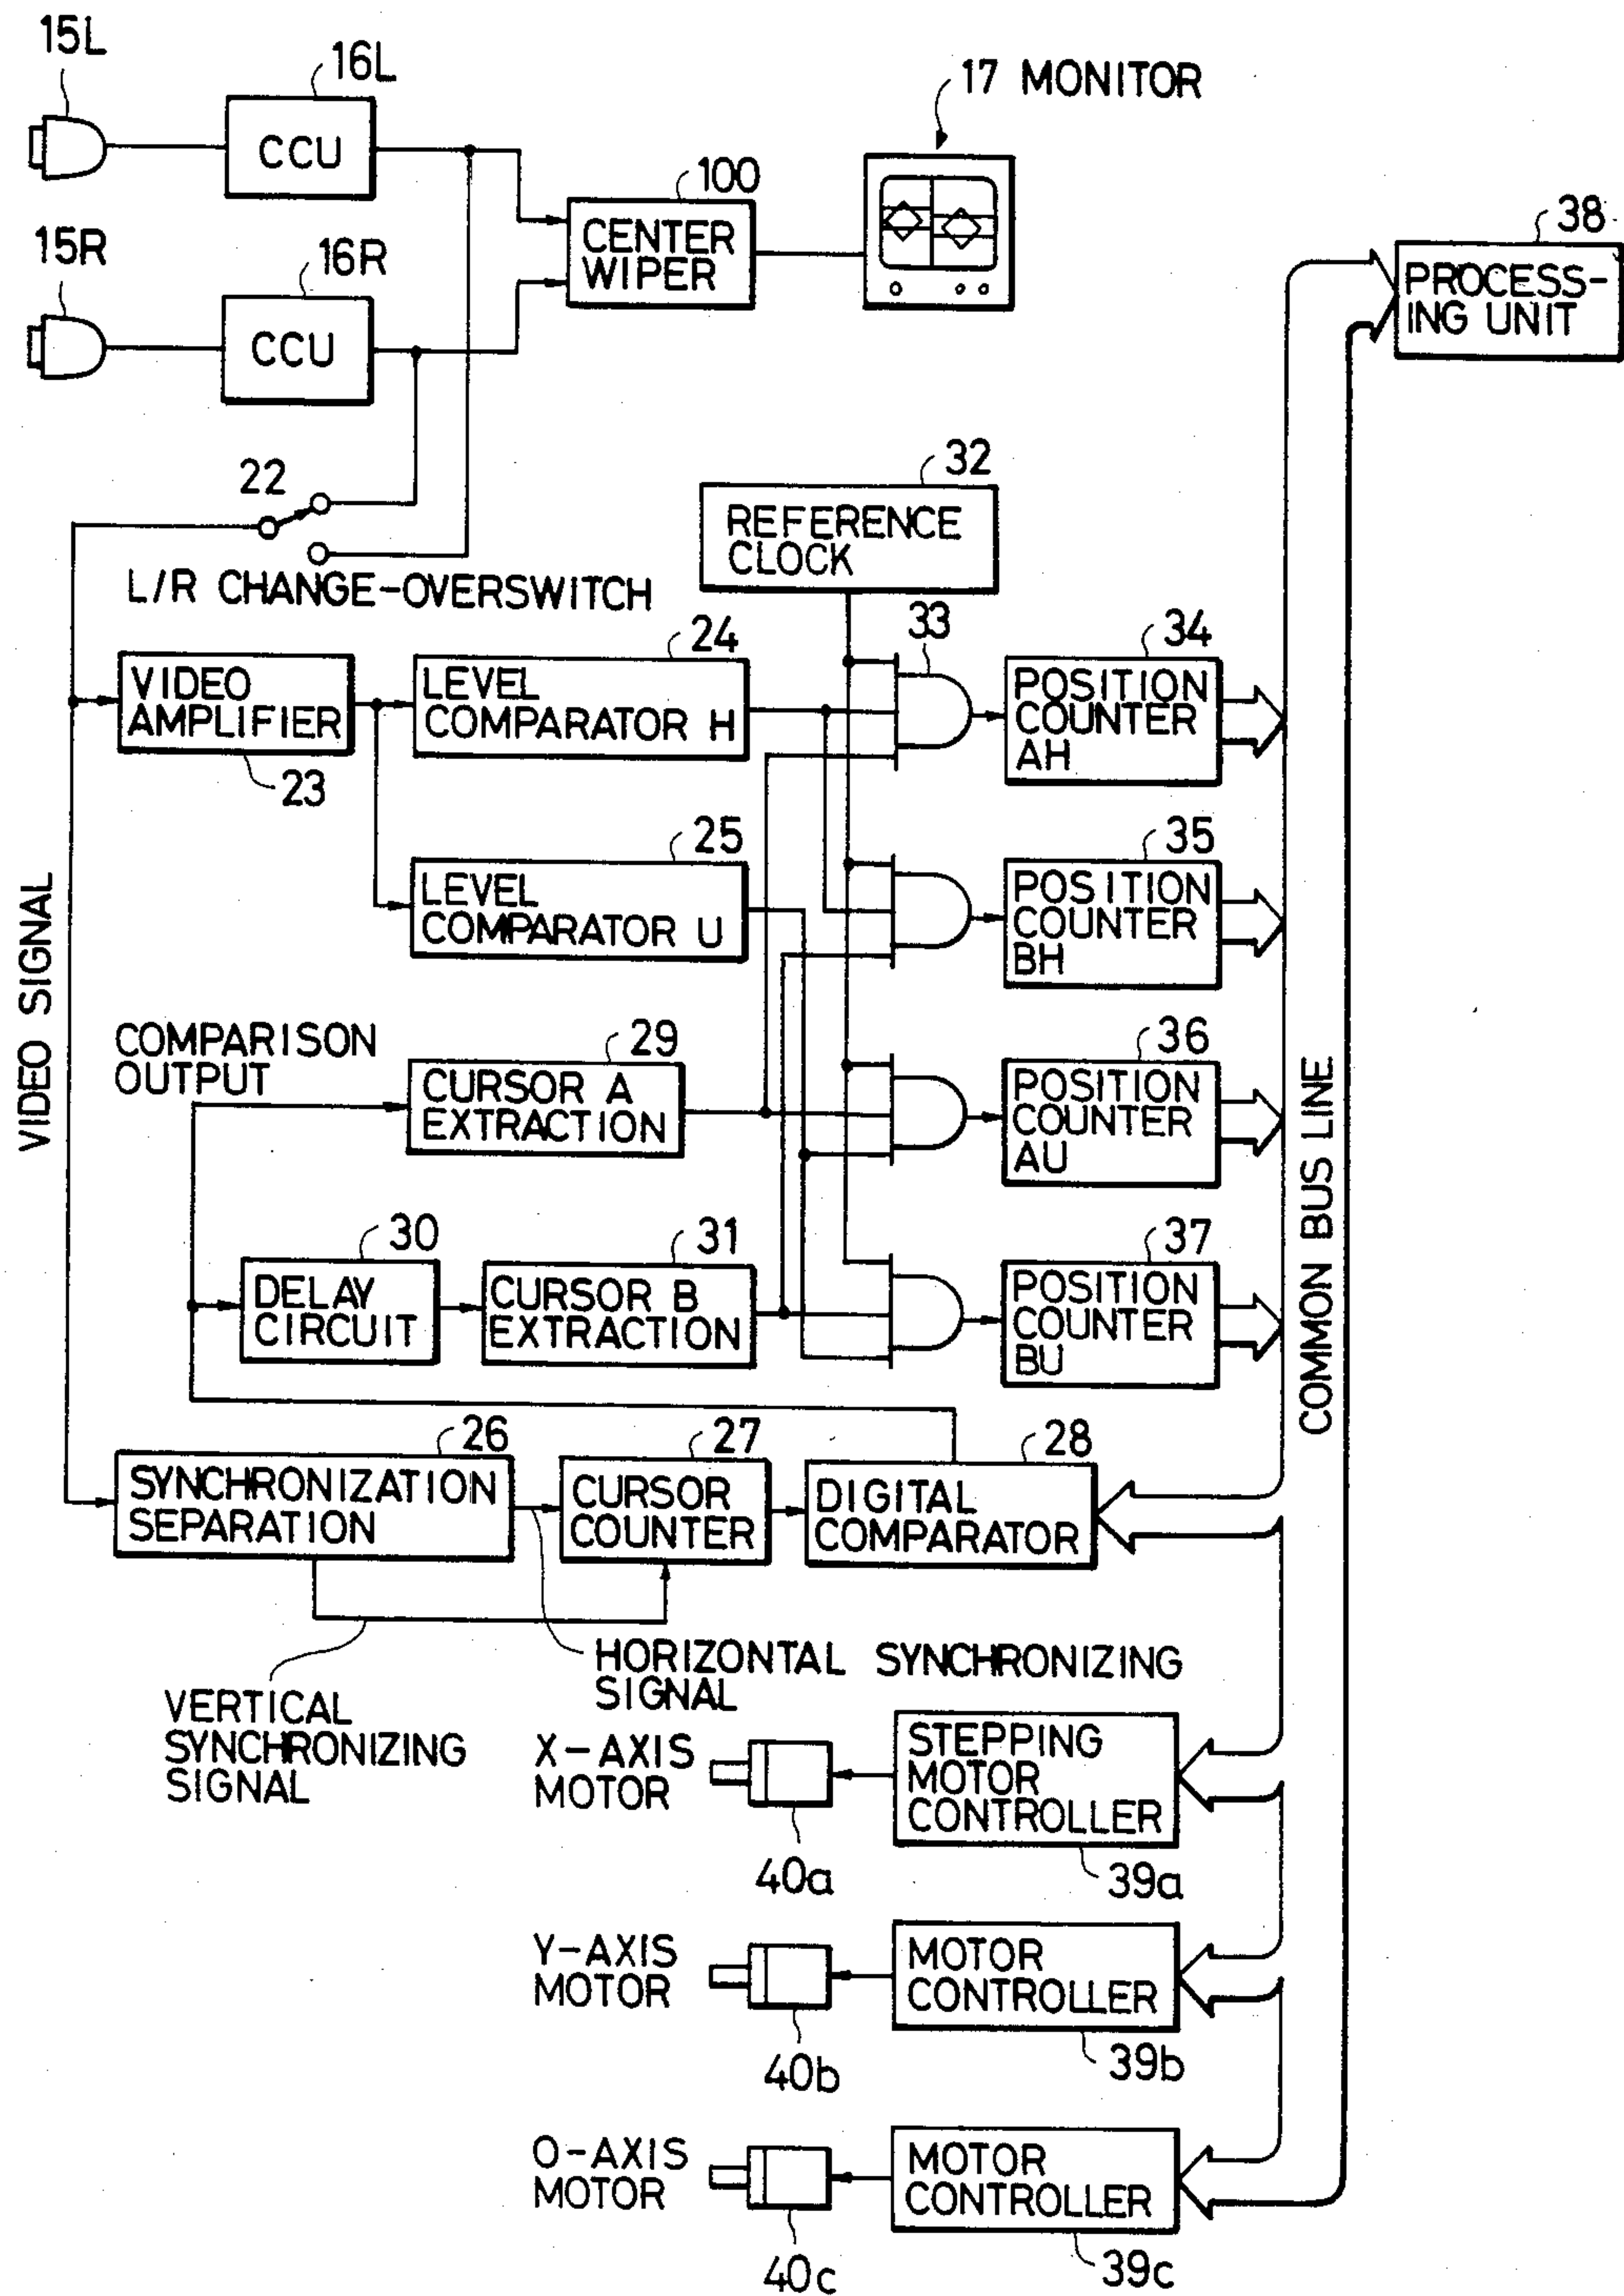 15L
16L
CCU
17 MONITOR
100
CENTER
WIPER
15R
16R
CCU
38
PROCESS-
ING UNIT
22
L/R CHANGE-OVERSWITCH
32
REFERENCE
CLOCK
33
VIDEO
AMPLIFIER
23
24
LEVEL
COMPARATOR H
34
POSITION
COUNTER
AH
25
LEVEL
COMPARATOR U
35
POSITION
COUNTER
BH
VIDEO SIGNAL
COMPARISON
OUTPUT
29
CURSOR A
EXTRACTION
36
POSITION
COUNTER
AU
COMMON BUS LINE
30
DELAY
CIRCUIT
31
CURSOR B
EXTRACTION
37
POSITION
COUNTER
BU
26
SYNCHRONIZATION
SEPARATION
27
CURSOR
COUNTER
28
DIGITAL
COMPARATOR
HORIZONTAL SYNCHRONIZING
SIGNAL
VERTICAL
SYNCHRONIZING
SIGNAL
X-AXIS
MOTOR
40a
STEPPING
MOTOR
CONTROLLER
39a
Y-AXIS
MOTOR
40b
MOTOR
CONTROLLER
39b
O-AXIS
MOTOR
40c
MOTOR
CONTROLLER
39c